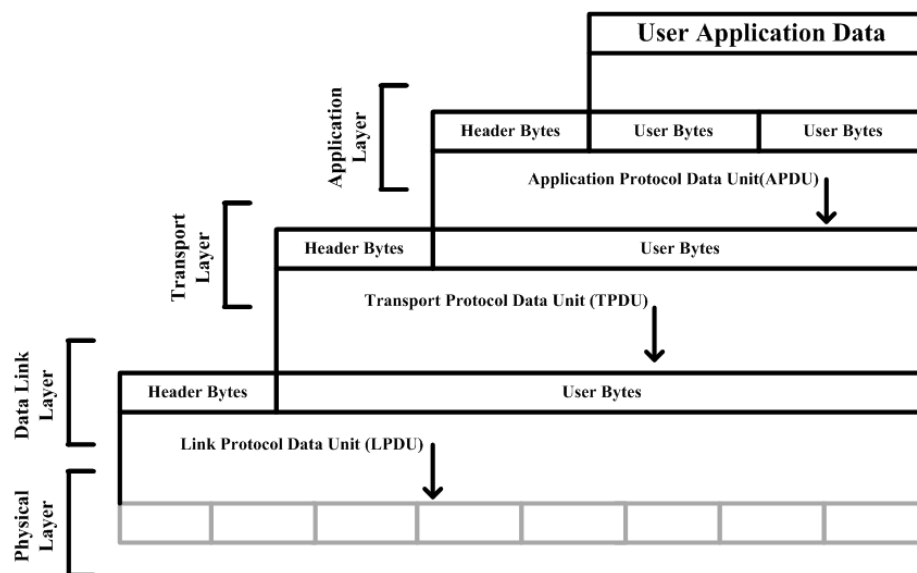 User Application Data
Application
Layer
Header Bytes
User Bytes
User Bytes
Application Protocol Data Unit(APDU)
Transport
Layer
Header Bytes
User Bytes
Transport Protocol Data Unit (TPDU)
Data Link
Layer
Header Bytes
User Bytes
Link Protocol Data Unit (LPDU)
Physical
Layer